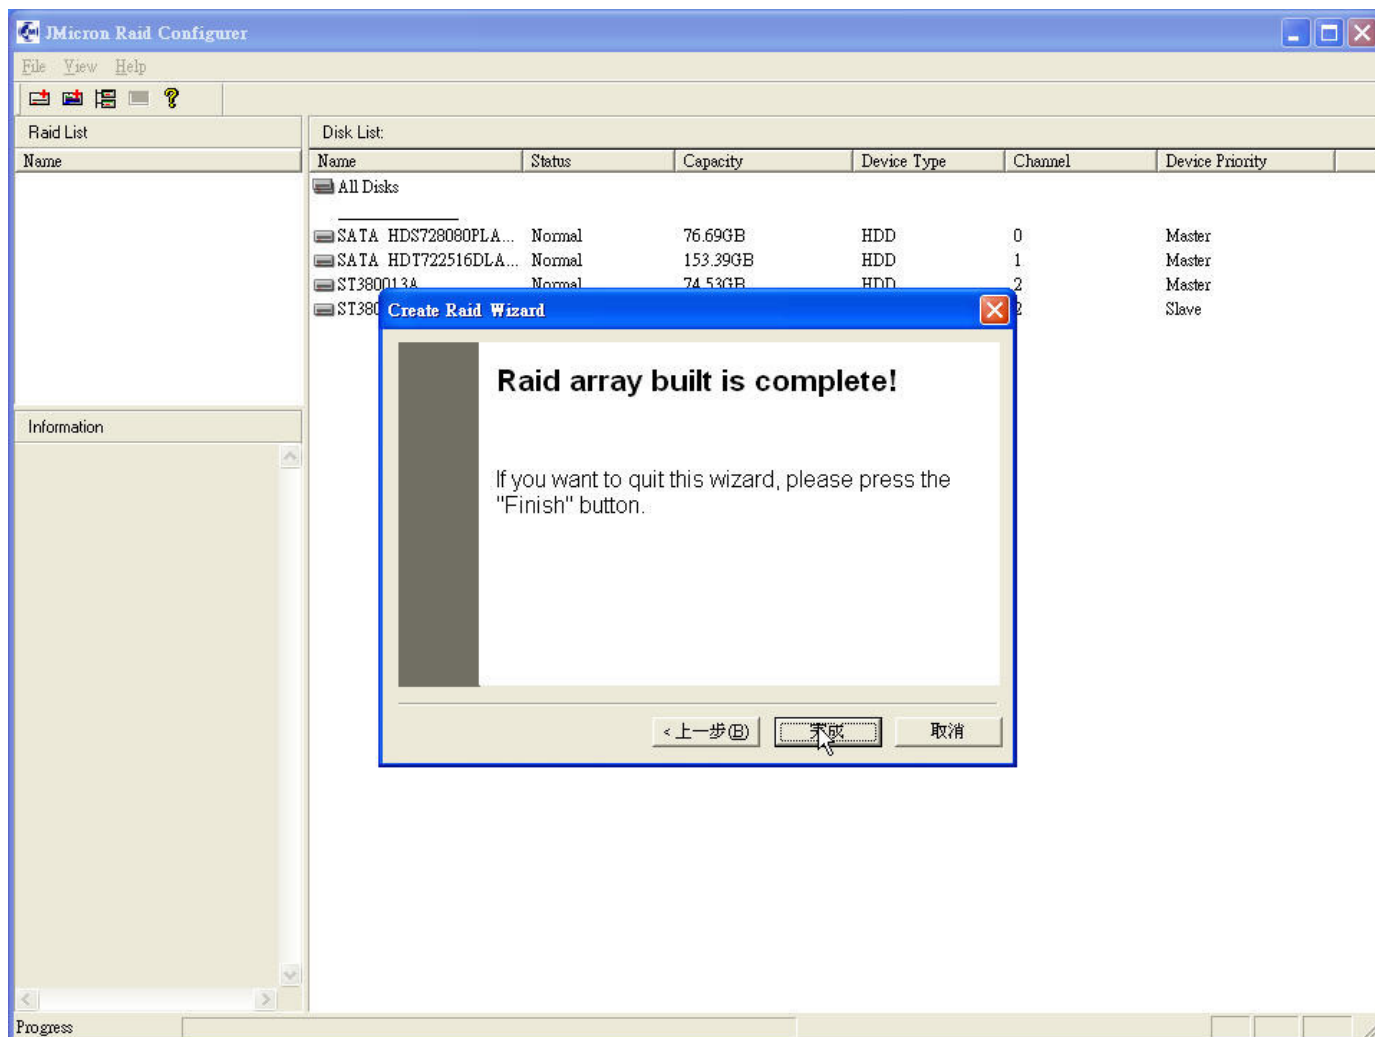 JMicron Raid Configurer
File View Help
Raid List
Disk List:
Name
Name Status Capacity Device Type Channel Device Priority
All Disks
SATA HDS728080PLA... Normal 76.69GB HDD 0 Master
SATA HDT722516DLA... Normal 153.39GB HDD 1 Master
ST380013A Normal 74.53GB HDD 2 Master
ST380 2 Slave
Create Raid Wizard
Raid array built is complete!
If you want to quit this wizard, please press the
"Finish" button.
Information
<上一步(B) 完成 取消
Progress